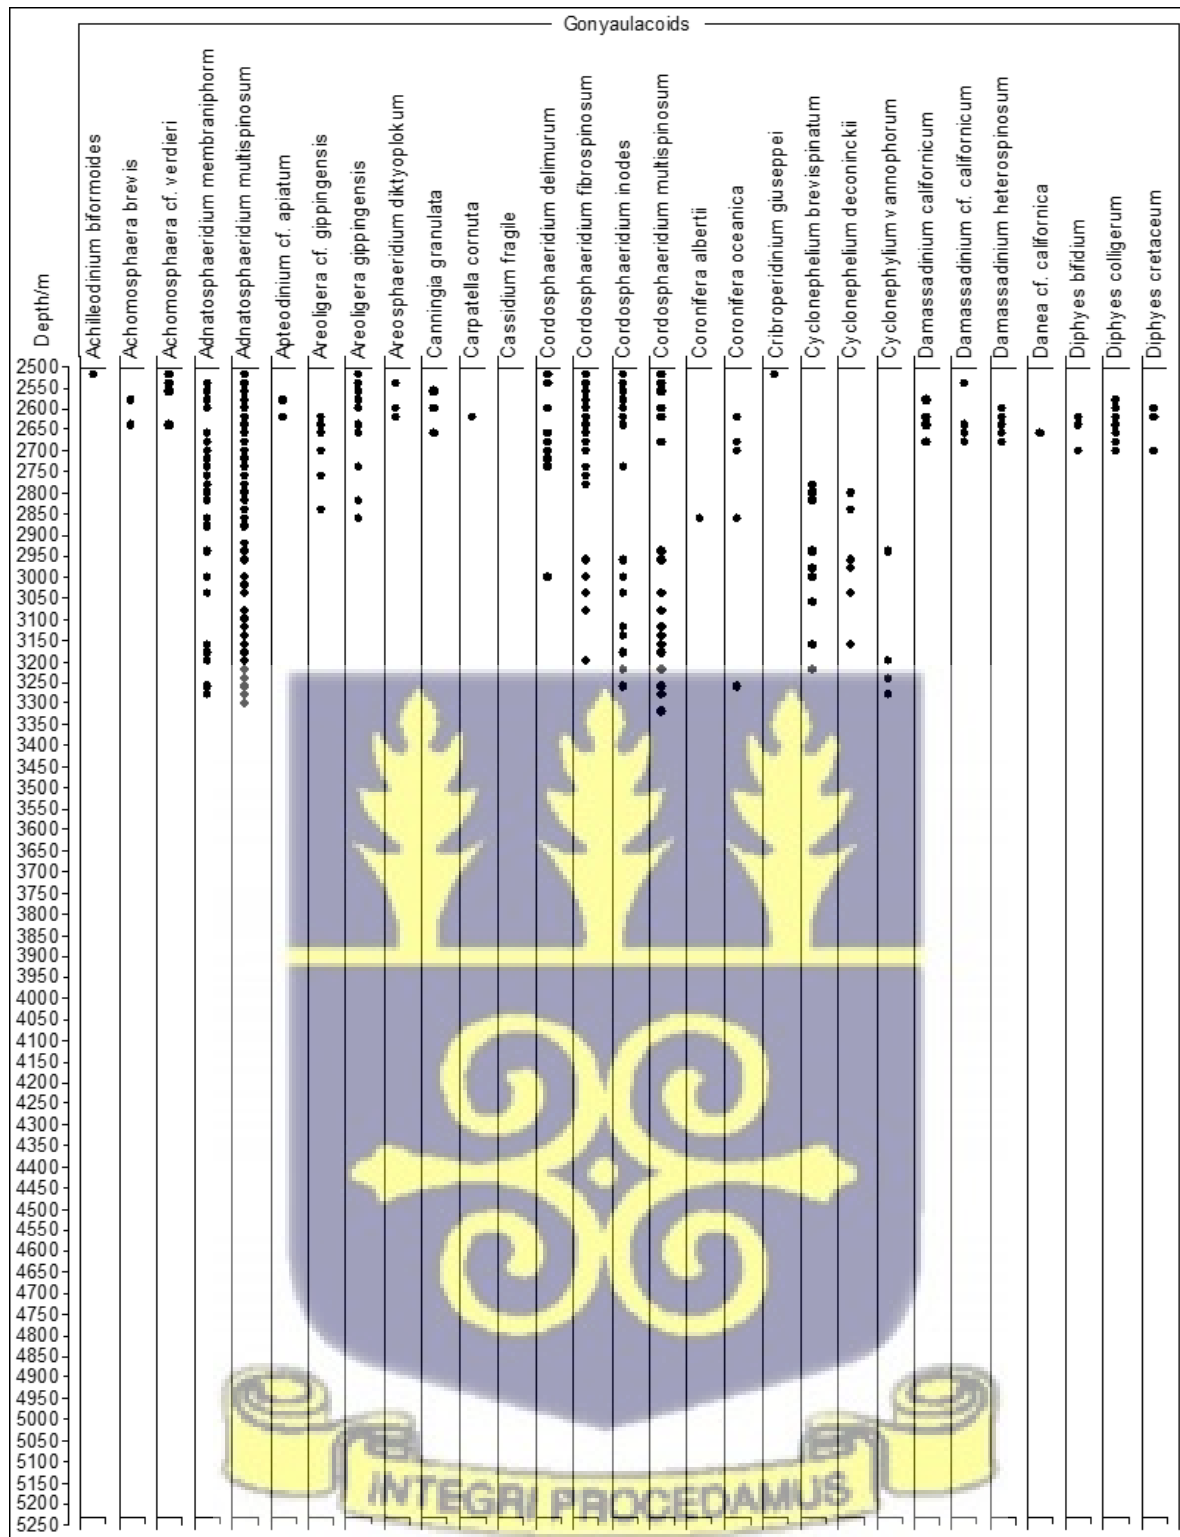 Gonyaulacoids
Depth/m
Achilleodinium biformoides
Achomosphaera brevis
Achomosphaera cf. verdieri
Adnatosphaeridium membraniphorm
Adnatosphaeridium multispinosum
Apteodinium cf. apiatum
Areoligera cf. gippingensis
Areoligera gippingensis
Areosphaeridium diktyoplokum
Canningia granulata
Carpatella cornuta
Cassidium fragile
Cordosphaeridium delimurum
Cordosphaeridium fibrospinosum
Cordosphaeridium inodes
Cordosphaeridium multispinosum
Coronifera albertii
Coronifera oceanica
Cribroperidinium giuseppei
Cyclonephelium brevispinatum
Cyclonephelium deconinckii
Cyclonephylium vannophorum
Damassadinium californicum
Damassadinium cf. californicum
Damassadinium heterospinosum
Danea cf. californica
Diphyes bifidium
Diphyes colligerum
Diphyes cretaceum
2500
2550
2600
2650
2700
2750
2800
2850
2900
2950
3000
3050
3100
3150
3200
3250
3300
3350
3400
3450
3500
3550
3600
3650
3700
3750
3800
3850
3900
3950
4000
4050
4100
4150
4200
4250
4300
4350
4400
4450
4500
4550
4600
4650
4700
4750
4800
4850
4900
4950
5000
5050
5100
5150
5200
5250
INTEGRI PROCEDAMUS